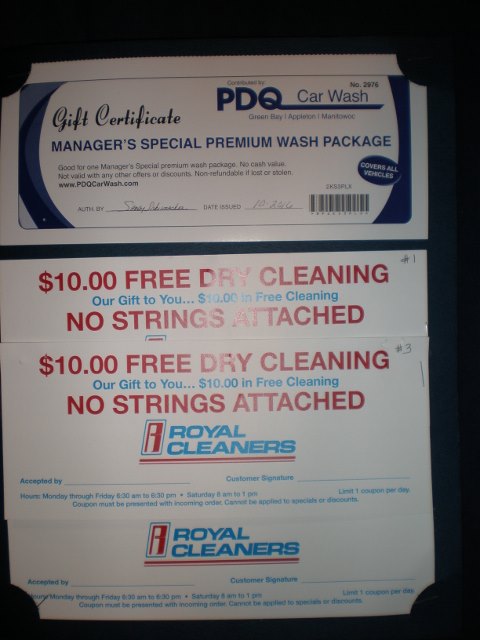 Contributed by:
No. 2976
PDQ Car Wash
Green Bay | Appleton | Manitowoc
Gift Certificate
MANAGER'S SPECIAL PREMIUM WASH PACKAGE
Good for one Manager's Special premium wash package. No cash value.
Not valid with any other offers or discounts. Non-refundable if lost or stolen.
www.PDQCarWash.com
COVERS ALL
VEHICLES
AUTH. BY
DATE ISSUED
#1
$10.00 FREE DRY CLEANING
Our Gift to You... $10.00 in Free Cleaning
NO STRINGS ATTACHED
#3
$10.00 FREE DRY CLEANING
Our Gift to You... $10.00 in Free Cleaning
NO STRINGS ATTACHED
ROYAL
CLEANERS
Accepted by Customer Signature
Hours: Monday through Friday 6:30 am to 6:30 pm • Saturday 8 am to 1 pm Limit 1 coupon per day.
Coupon must be presented with incoming order. Cannot be applied to specials or discounts.
ROYAL
CLEANERS
Accepted by Customer Signature
Hours: Monday through Friday 6:30 am to 6:30 pm • Saturday 8 am to 1 pm Limit 1 coupon per day.
Coupon must be presented with incoming order. Cannot be applied to specials or discounts.